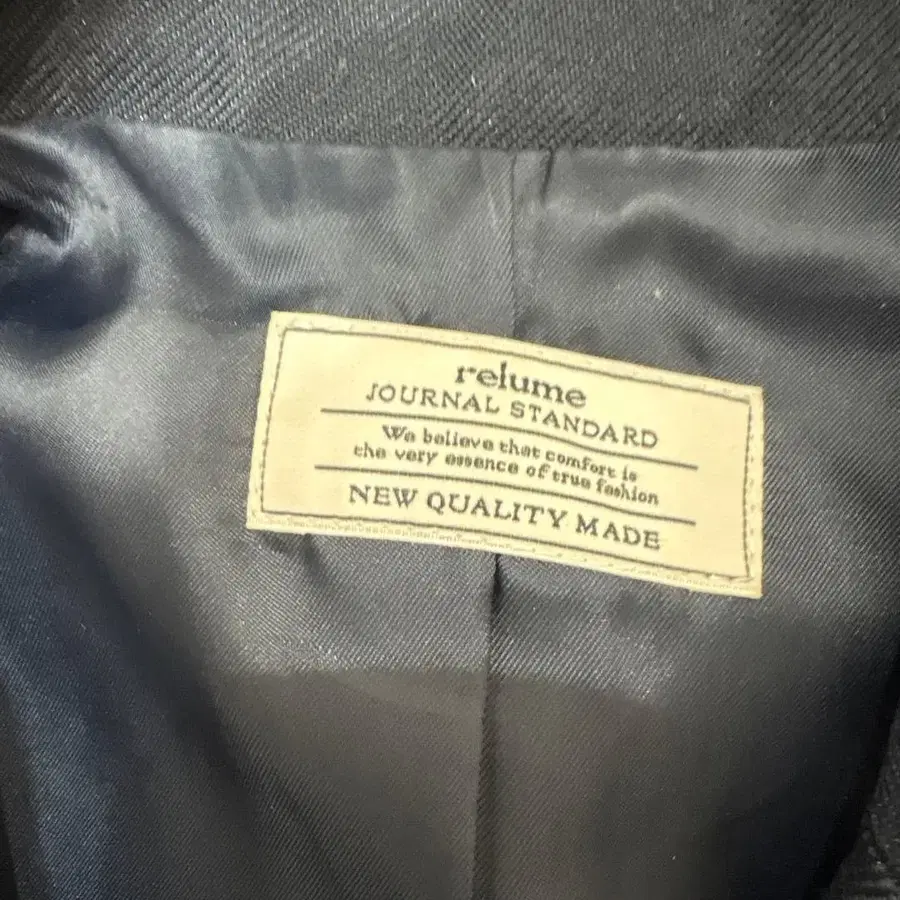 relume
JOURNAL STANDARD
We believe that comfort is
the very essence of true fashion
NEW QUALITY MADE